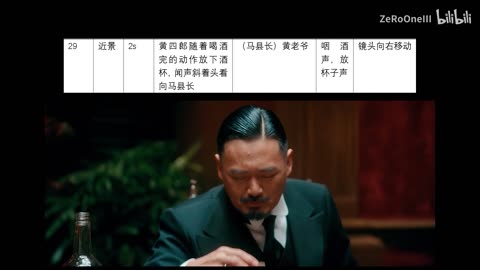 ZeRoOneIII bilibili
29 近景 2s 黄四郎随着喝酒 (马县长) 黄老爷 咽 酒 镜头向右移动
完的动作放下酒 声，放
杯，闻声斜着头看 杯子声
向马县长